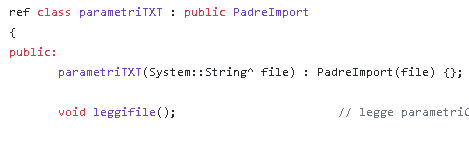 ref class parametriTXT : public PadreImport
{
public:
parametriTXT(System::String^ file) : PadreImport(file) {};
void leggifile(); // legge parametri